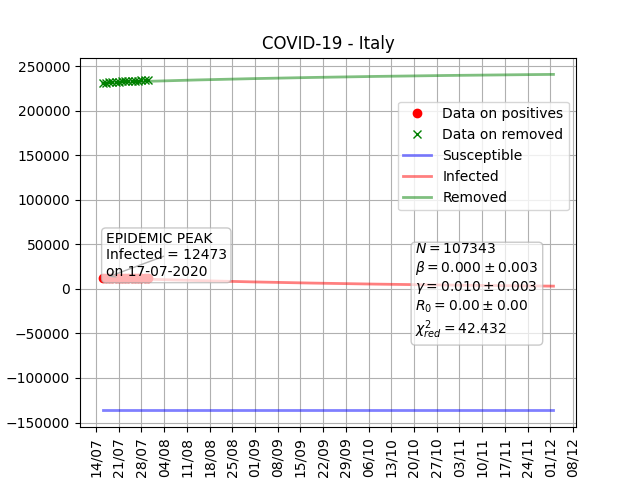 COVID-19 - Italy
250000
200000
150000
100000
50000
0
−50000
−100000
−150000
Data on positives
Data on removed
Susceptible
Infected
Removed
EPIDEMIC PEAK
Infected = 12473
on 17-07-2020
N = 107343
β = 0.000 ± 0.003
γ = 0.010 ± 0.003
R₀ = 0.00 ± 0.00
χ²red = 42.432
14/07
21/07
28/07
04/08
11/08
18/08
25/08
01/09
08/09
15/09
22/09
29/09
06/10
13/10
20/10
27/10
03/11
10/11
17/11
24/11
01/12
08/12